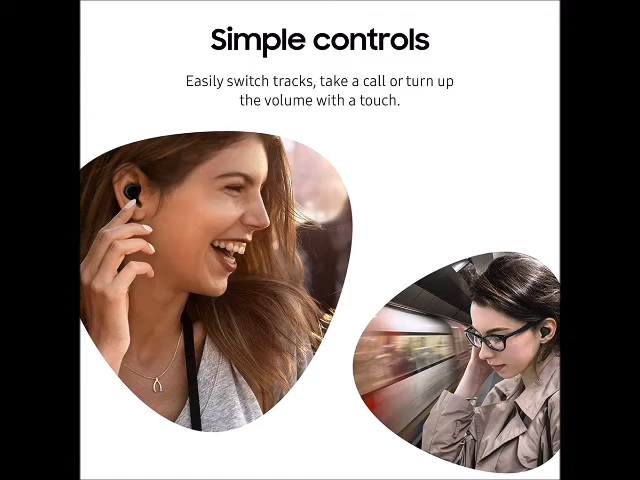 Simple controls
Easily switch tracks, take a call or turn up
the volume with a touch.